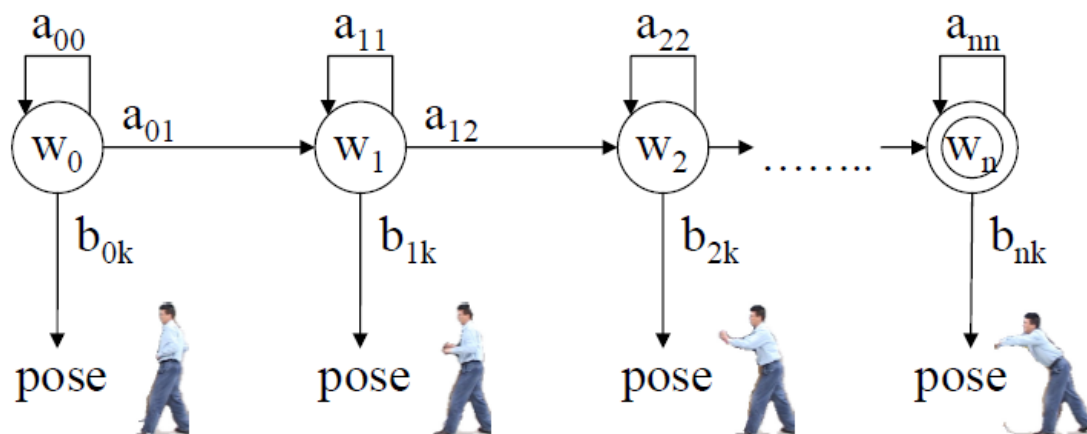 a₀₀ a₁₁ a₂₂ aₙₙ
w₀ a₀₁ w₁ a₁₂ w₂ …….. wₙ
b₀ₖ b₁ₖ b₂ₖ bₙₖ
pose pose pose pose